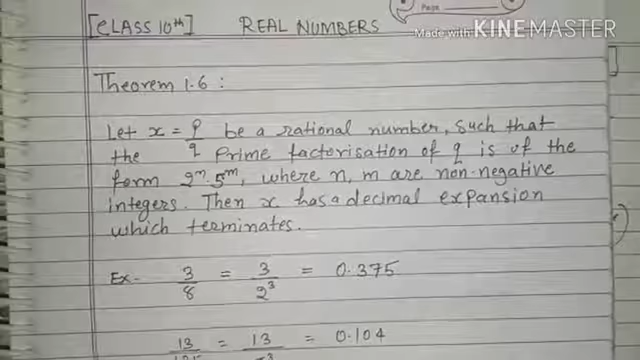 Page
Made with KINEMASTER
[CLASS 10th] REAL NUMBERS
Theorem 1.6 :
Let x = p/q be a rational number, such that
the prime factorisation of q is of the
form 2ⁿ.5ᵐ, where n, m are non-negative
integers. Then x has a decimal expansion
which terminates.
Ex- 3/8 = 3/2³ = 0.375
13 = 13 = 0.104